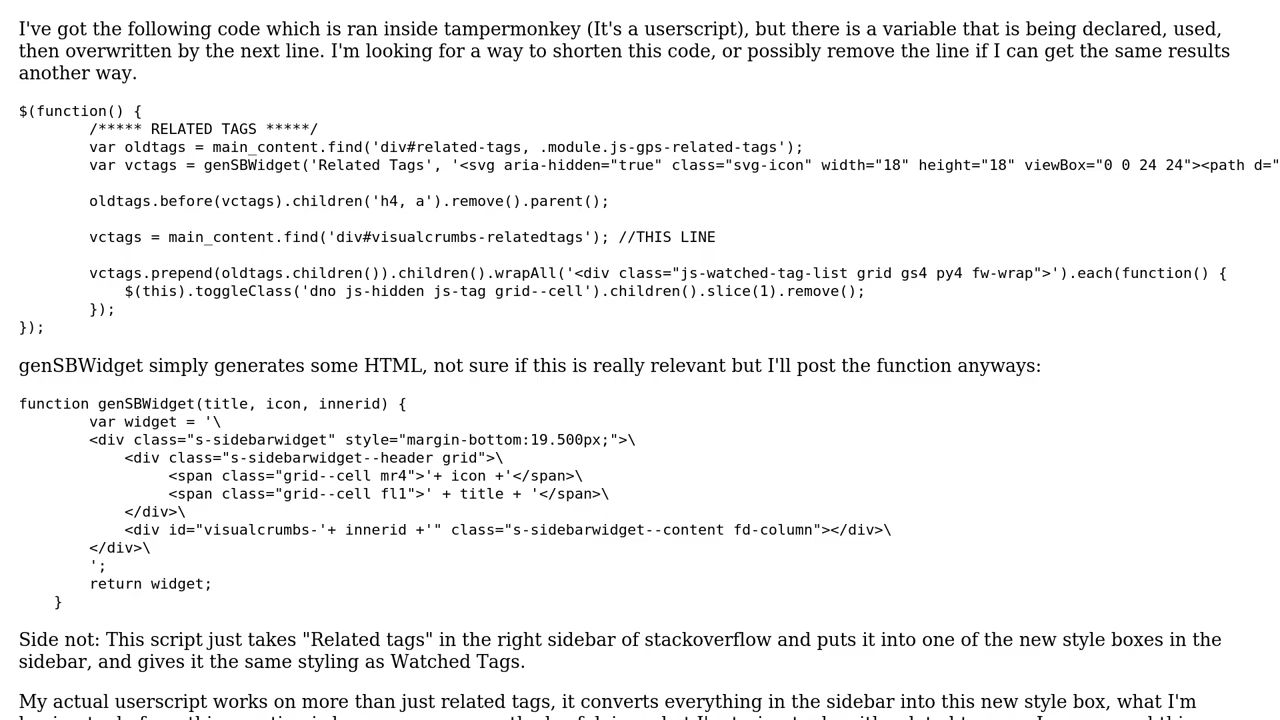 I've got the following code which is ran inside tampermonkey (It's a userscript), but there is a variable that is being declared, used,
then overwritten by the next line. I'm looking for a way to shorten this code, or possibly remove the line if I can get the same results
another way.
$(function() {
/***** RELATED TAGS *****/
var oldtags = main_content.find('div#related-tags, .module.js-gps-related-tags');
var vctags = genSBWidget('Related Tags', '<svg aria-hidden="true" class="svg-icon" width="18" height="18" viewBox="0 0 24 24"><path d="
oldtags.before(vctags).children('h4, a').remove().parent();
vctags = main_content.find('div#visualcrumbs-relatedtags'); //THIS LINE
vctags.prepend(oldtags.children()).children().wrapAll('<div class="js-watched-tag-list grid gs4 py4 fw-wrap">').each(function() {
$(this).toggleClass('dno js-hidden js-tag grid--cell').children().slice(1).remove();
});
});
genSBWidget simply generates some HTML, not sure if this is really relevant but I'll post the function anyways:
function genSBWidget(title, icon, innerid) {
var widget = '\
<div class="s-sidebarwidget" style="margin-bottom:19.500px;">\
<div class="s-sidebarwidget--header grid">\
<span class="grid--cell mr4">'+ icon +'</span>\
<span class="grid--cell fl1">' + title + '</span>\
</div>\
<div id="visualcrumbs-'+ innerid +'" class="s-sidebarwidget--content fd-column"></div>\
</div>\
';
return widget;
}
Side not: This script just takes "Related tags" in the right sidebar of stackoverflow and puts it into one of the new style boxes in the
sidebar, and gives it the same styling as Watched Tags.
My actual userscript works on more than just related tags, it converts everything in the sidebar into this new style box, what I'm